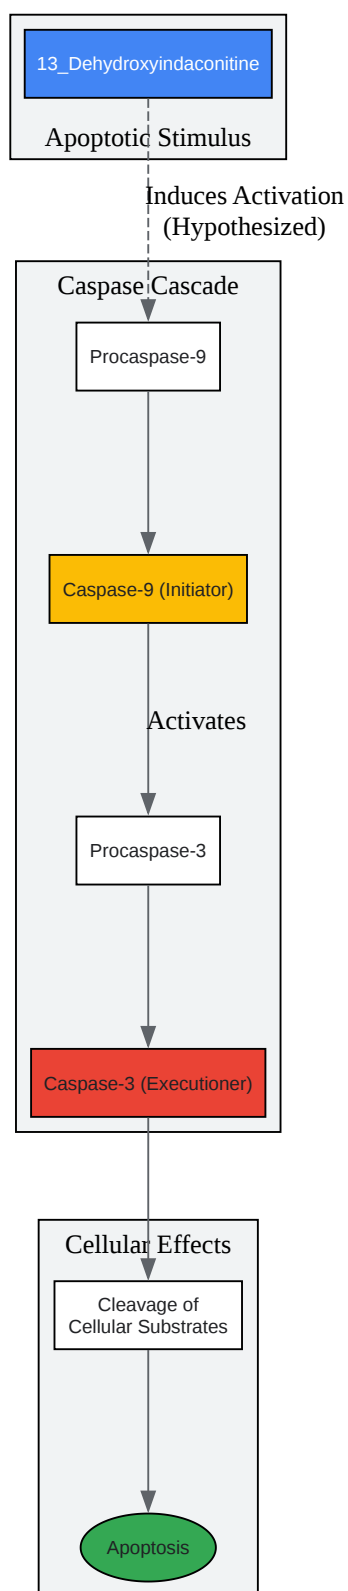 13_Dehydroxyindaconitine
Apoptotic Stimulus
Induces Activation
(Hypothesized)
Caspase Cascade
Procaspase-9
Caspase-9 (Initiator)
Activates
Procaspase-3
Caspase-3 (Executioner)
Cellular Effects
Cleavage of
Cellular Substrates
Apoptosis